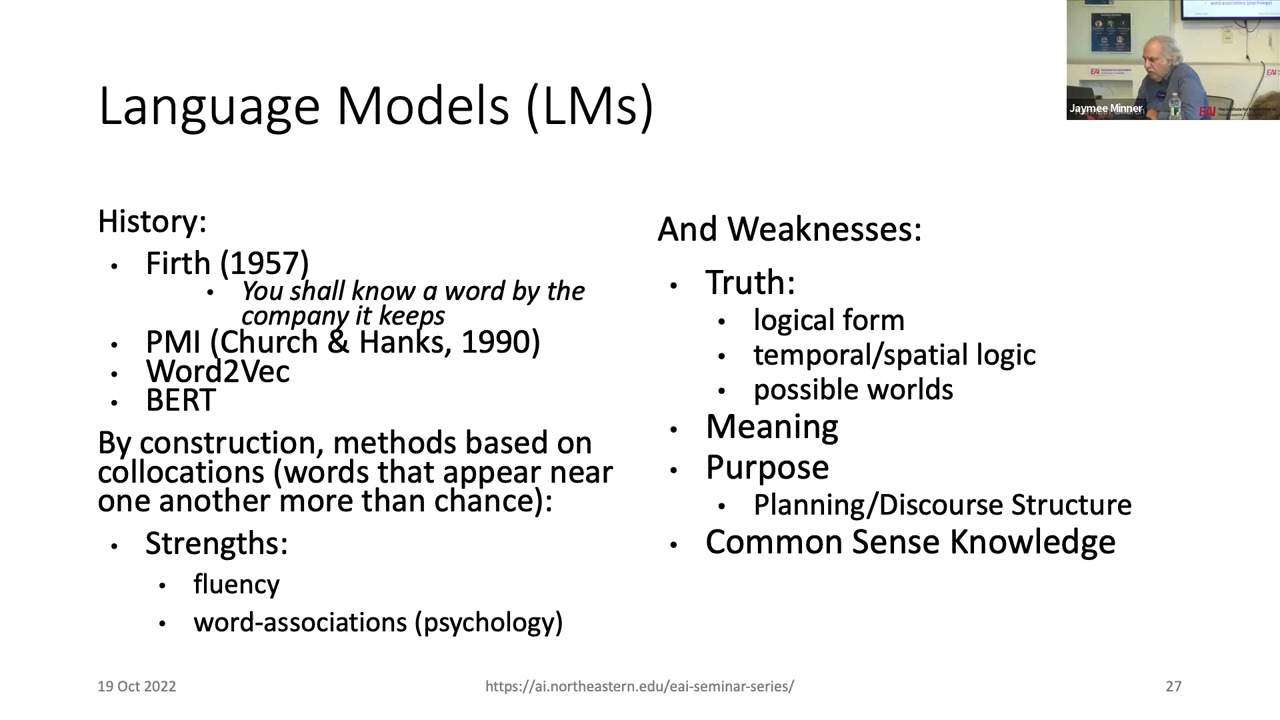 Language Models (LMs)
History:
• Firth (1957)
• You shall know a word by the
company it keeps
• PMI (Church & Hanks, 1990)
• Word2Vec
• BERT
By construction, methods based on
collocations (words that appear near
one another more than chance):
• Strengths:
• fluency
• word-associations (psychology)
And Weaknesses:
• Truth:
• logical form
• temporal/spatial logic
• possible worlds
• Meaning
• Purpose
• Planning/Discourse Structure
• Common Sense Knowledge
19 Oct 2022
https://ai.northeastern.edu/eai-seminar-series/
27
Jaymee Minner
EAI
EAI
EAI